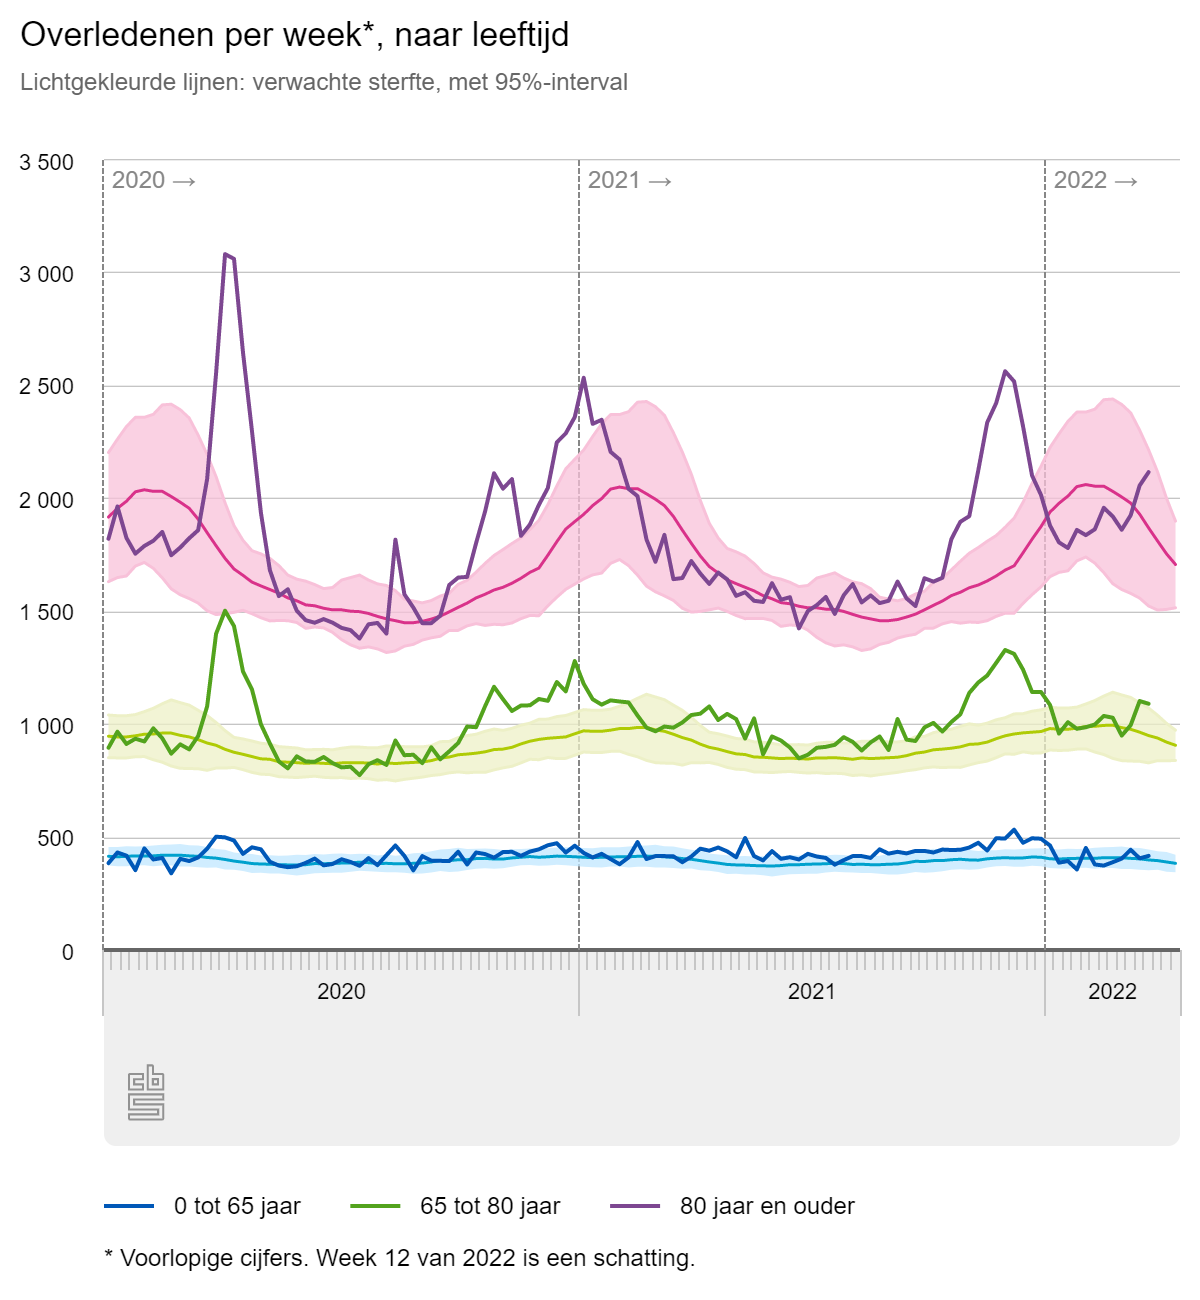 Overledenen per week*, naar leeftijd
Lichtgekleurde lijnen: verwachte sterfte, met 95%-interval
3 500
2020 →
2021 →
2022 →
3 000
2 500
2 000
1 500
1 000
500
0
2020
2021
2022
cbs
0 tot 65 jaar
65 tot 80 jaar
80 jaar en ouder
* Voorlopige cijfers. Week 12 van 2022 is een schatting.